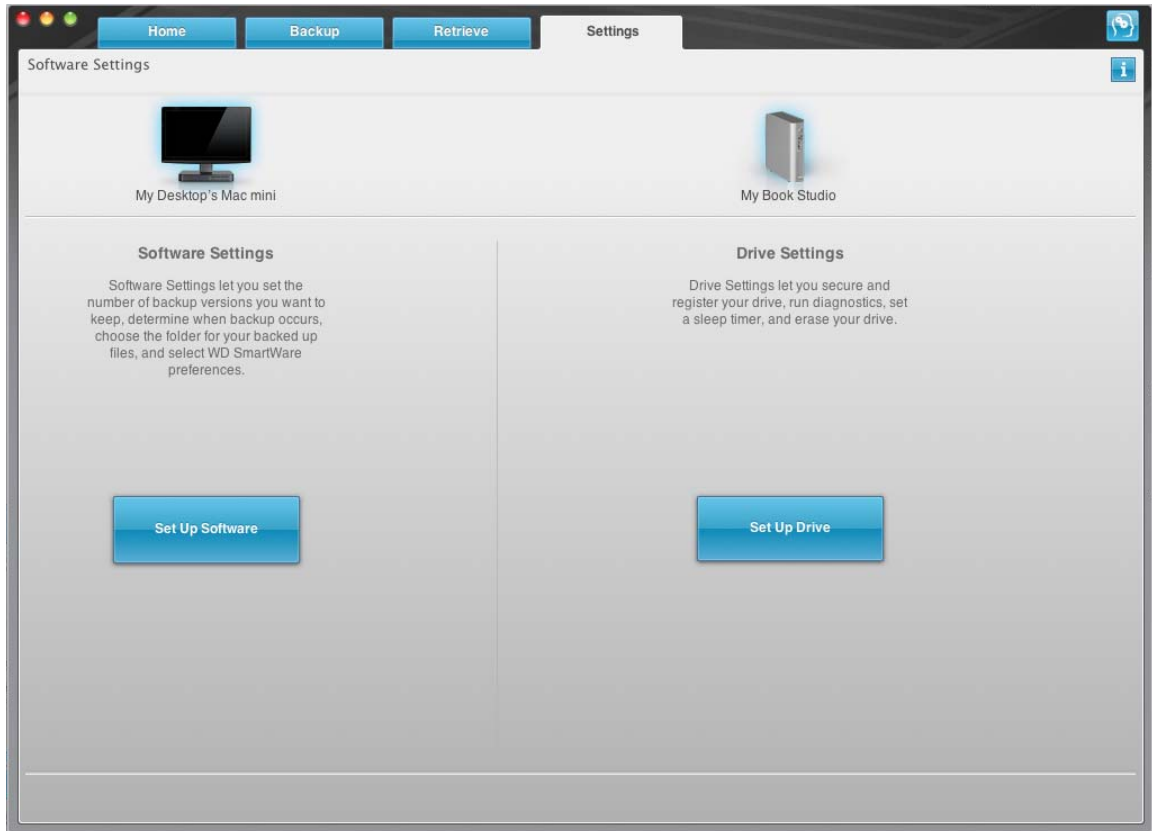 Home Backup Retrieve Settings
Software Settings
i
My Desktop's Mac mini
My Book Studio
Software Settings
Software Settings let you set the
number of backup versions you want to
keep, determine when backup occurs,
choose the folder for your backed up
files, and select WD SmartWare
preferences.
Set Up Software
Drive Settings
Drive Settings let you secure and
register your drive, run diagnostics, set
a sleep timer, and erase your drive.
Set Up Drive